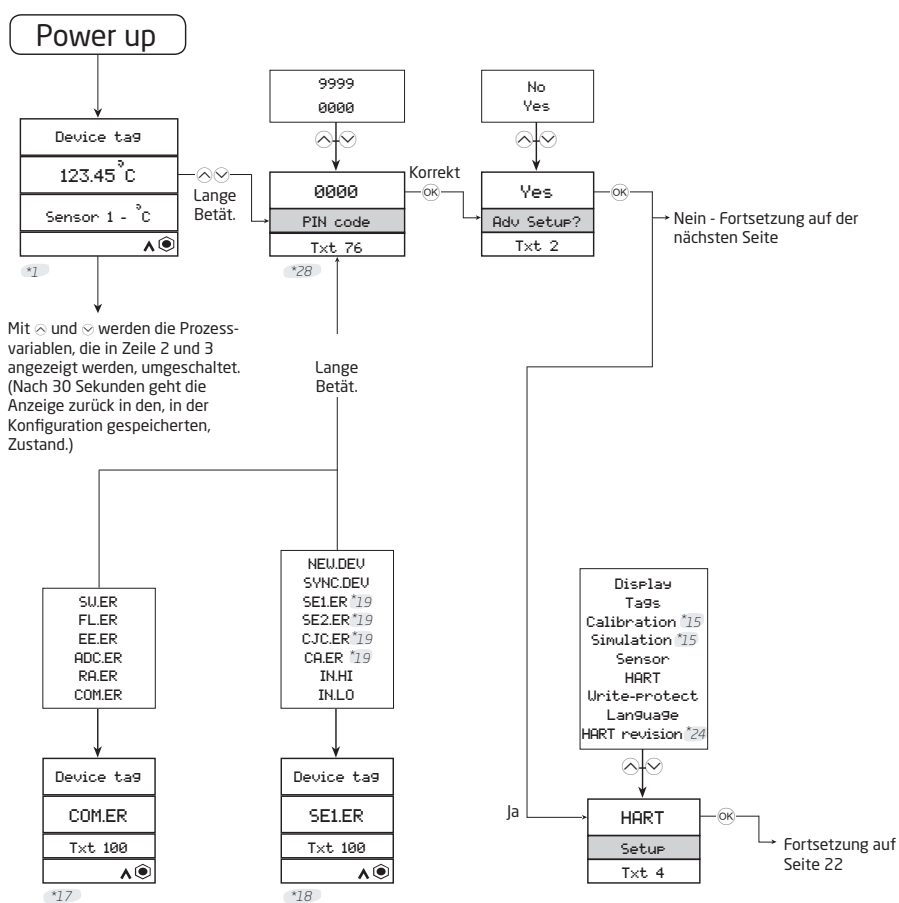 Power up
Device tag
123.45 °C
Sensor 1 - °C
*1
Mit und werden die Prozess-
variablen, die in Zeile 2 und 3
angezeigt werden, umgeschaltet.
(Nach 30 Sekunden geht die
Anzeige zurück in den, in der
Konfiguration gespeicherten,
Zustand.)
Lange
Betät.
9999
0000
0000
PIN code
Txt 76
*28
Korrekt
OK
No
Yes
Yes
Adv Setup?
Txt 2
OK
Nein - Fortsetzung auf der
nächsten Seite
Lange
Betät.
SW.ER
FL.ER
EE.ER
ADC.ER
RA.ER
COM.ER
Device tag
COM.ER
Txt 100
*17
NEW.DEV
SYNC.DEV
SE1.ER *19
SE2.ER *19
CJC.ER *19
CA.ER *19
IN.HI
IN.LO
Device tag
SE1.ER
Txt 100
*18
Display
Tags
Calibration *15
Simulation *15
Sensor
HART
Write-protect
Language
HART revision *24
Ja
HART
Setup
Txt 4
OK
Fortsetzung auf
Seite 22